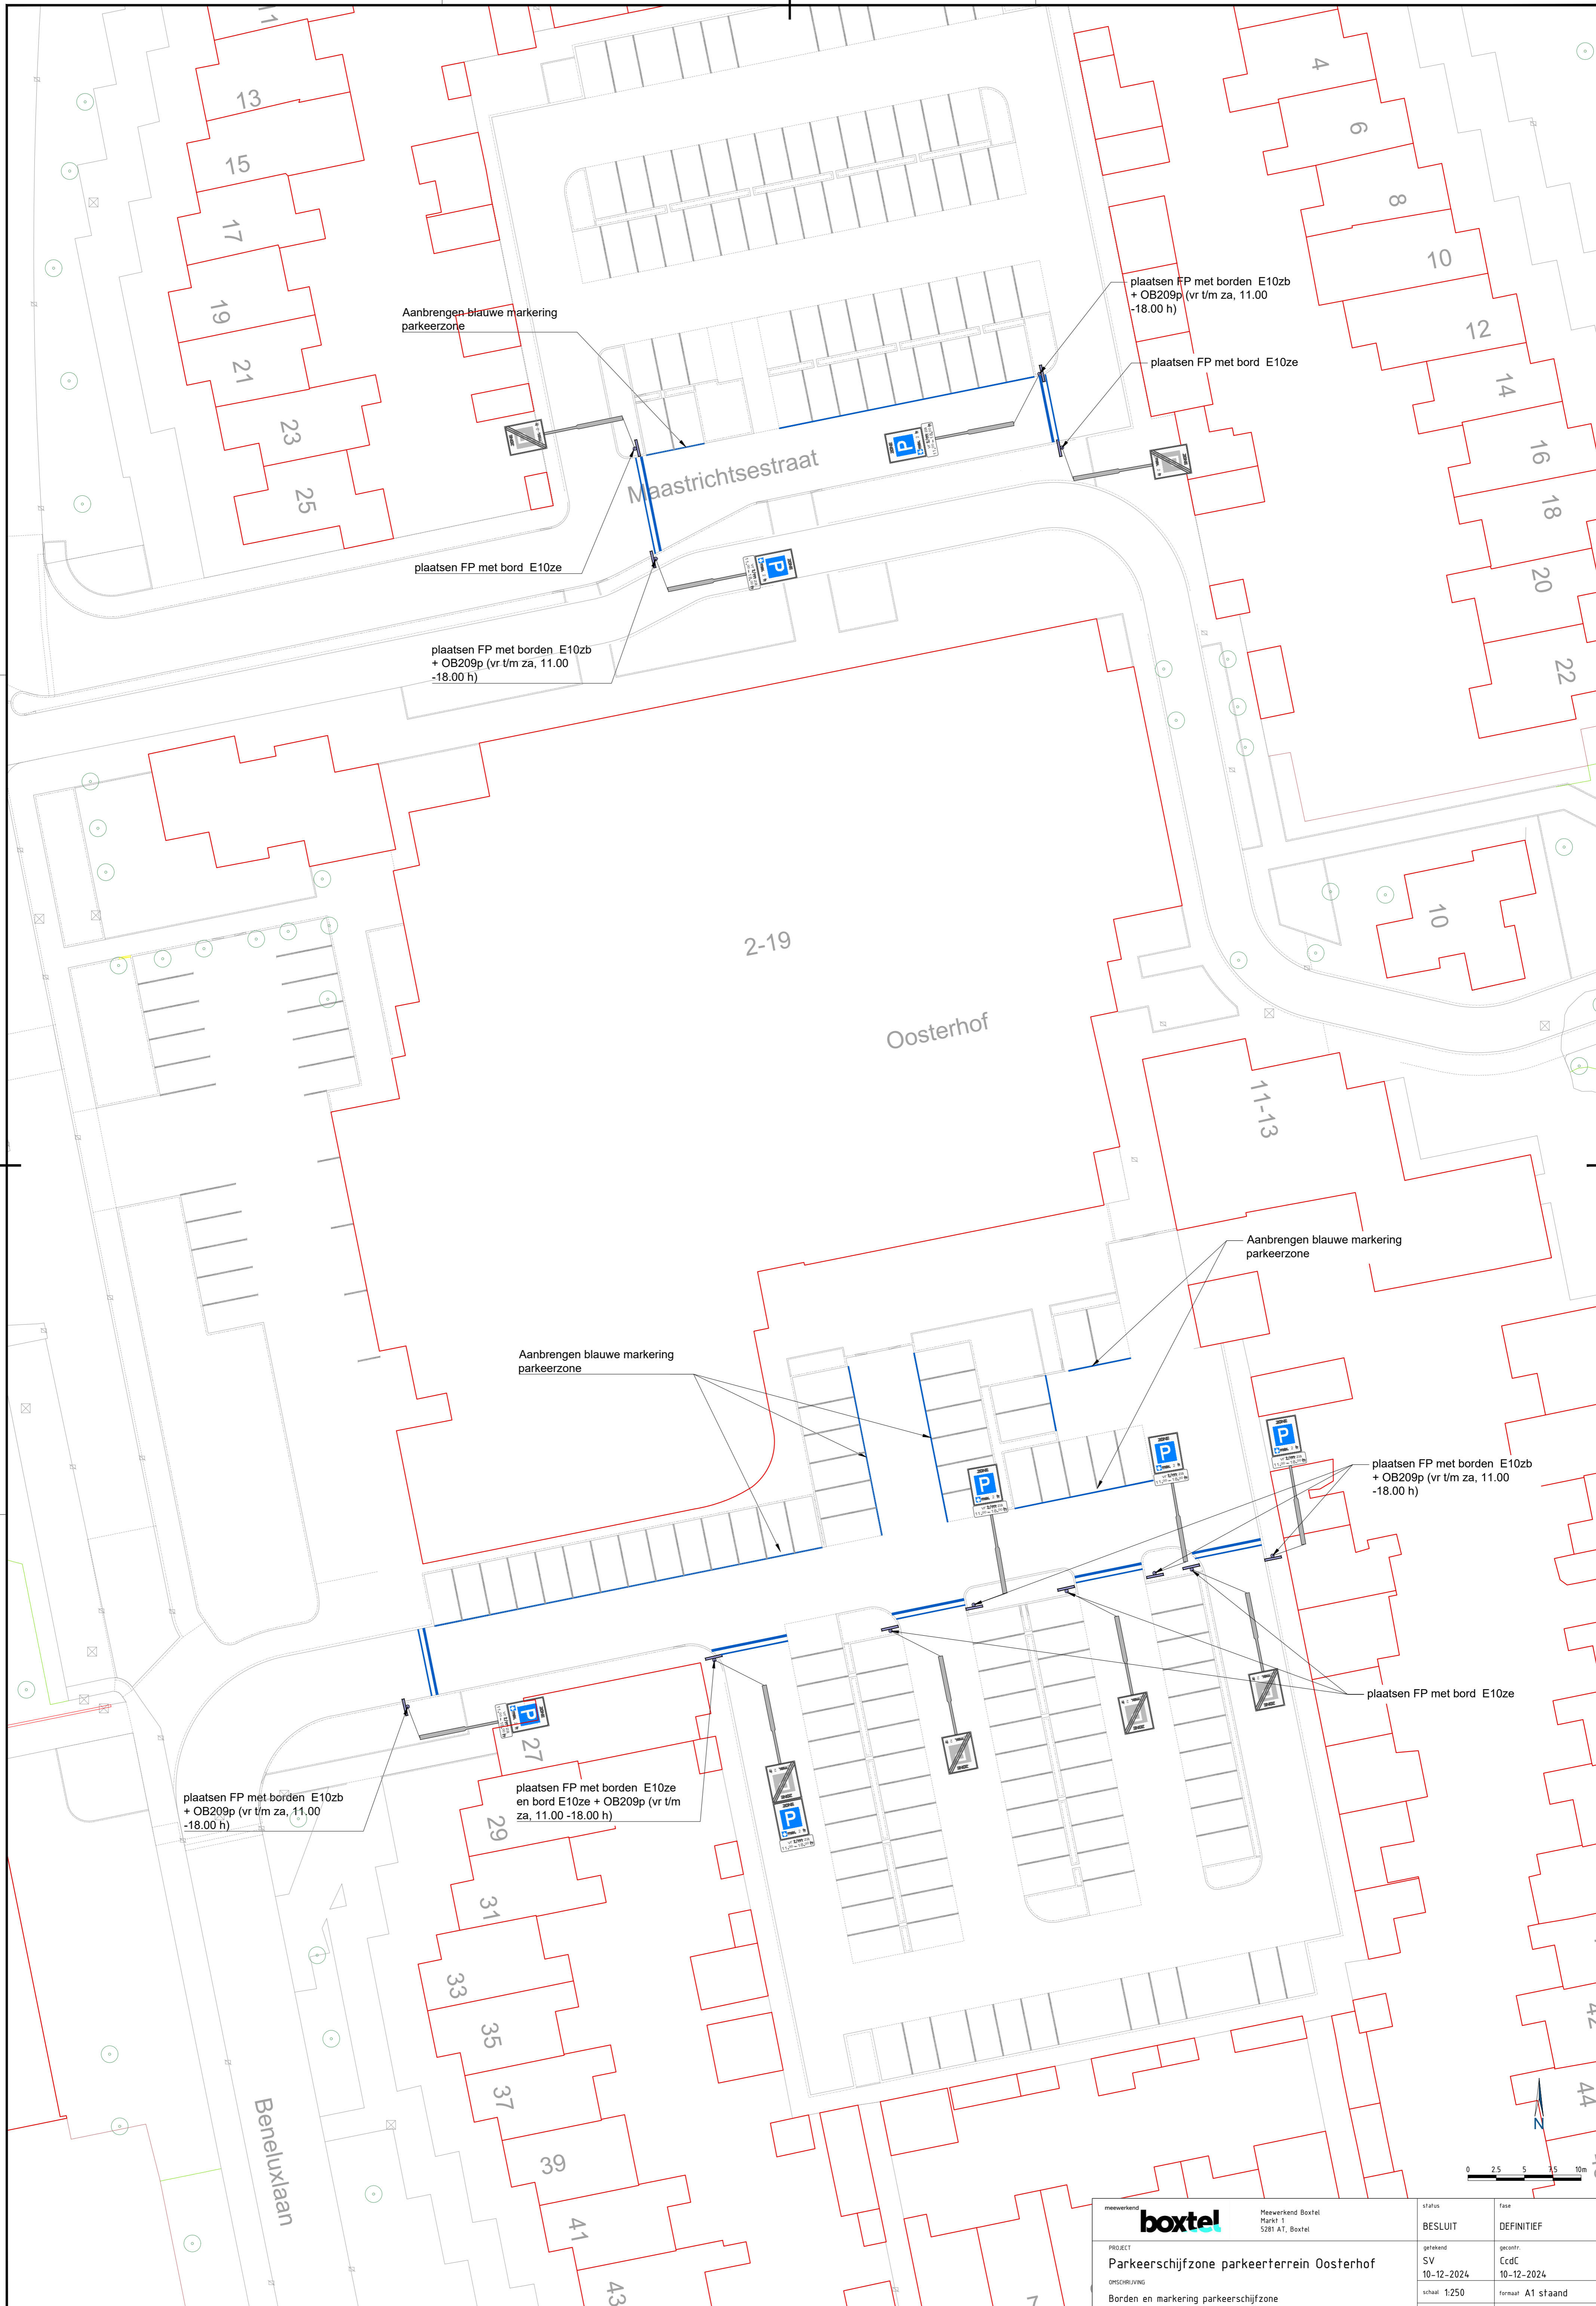 13
15
17
19
21
23
25
4
6
8
10
12
14
16
18
20
22
Aanbrengen blauwe markering
parkeerzone
plaatsen FP met borden E10zb
+ OB209p (vr t/m za, 11.00
-18.00 h)
plaatsen FP met bord E10ze
Maastrichtsestraat
plaatsen FP met bord E10ze
plaatsen FP met borden E10zb
+ OB209p (vr t/m za, 11.00
-18.00 h)
P
P
2-19
Oosterhof
10
11-13
Aanbrengen blauwe markering
parkeerzone
Aanbrengen blauwe markering
parkeerzone
ZONE
P
ZONE
P
ZONE
P
plaatsen FP met borden E10zb
+ OB209p (vr t/m za, 11.00
-18.00 h)
plaatsen FP met bord E10ze
P
ZONE
P
plaatsen FP met borden E10zb
+ OB209p (vr t/m za, 11.00
-18.00 h)
plaatsen FP met borden E10ze
en bord E10ze + OB209p (vr t/m
za, 11.00 -18.00 h)
27
29
31
33
35
37
39
41
43
42
44
7
Beneluxlaan
N
0 2.5 5 7.5 10m
meewerkend
boxtel
Meewerkend Boxtel
Markt 1
5281 AT, Boxtel
status
BESLUIT
fase
DEFINITIEF
PROJECT
Parkeerschijfzone parkeerterrein Oosterhof
getekend
SV
10-12-2024
gecontr.
CcdC
10-12-2024
OMSCHRIJVING
Borden en markering parkeerschijfzone
schaal 1:250
formaat A1 staand